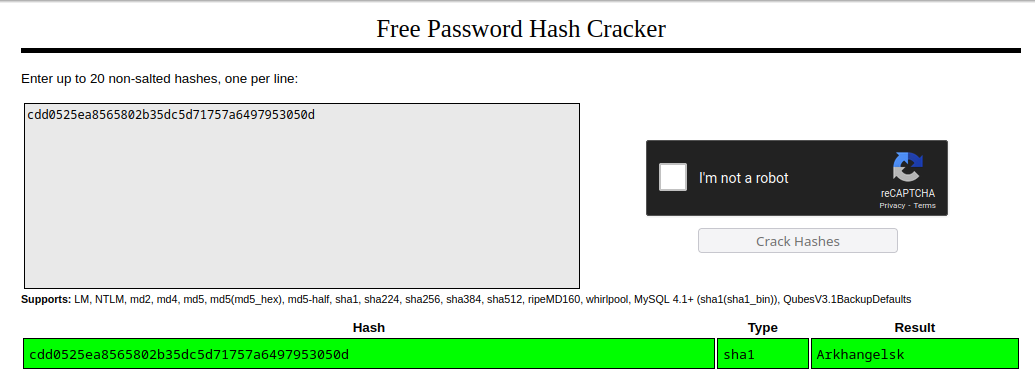 Free Password Hash Cracker
Enter up to 20 non-salted hashes, one per line:
cdd0525ea8565802b35dc5d71757a6497953050d
I'm not a robot
reCAPTCHA
Privacy - Terms
Crack Hashes
Supports: LM, NTLM, md2, md4, md5, md5(md5_hex), md5-half, sha1, sha224, sha256, sha384, sha512, ripeMD160, whirlpool, MySQL 4.1+ (sha1(sha1_bin)), QubesV3.1BackupDefaults
Hash Type Result
cdd0525ea8565802b35dc5d71757a6497953050d sha1 Arkhangelsk